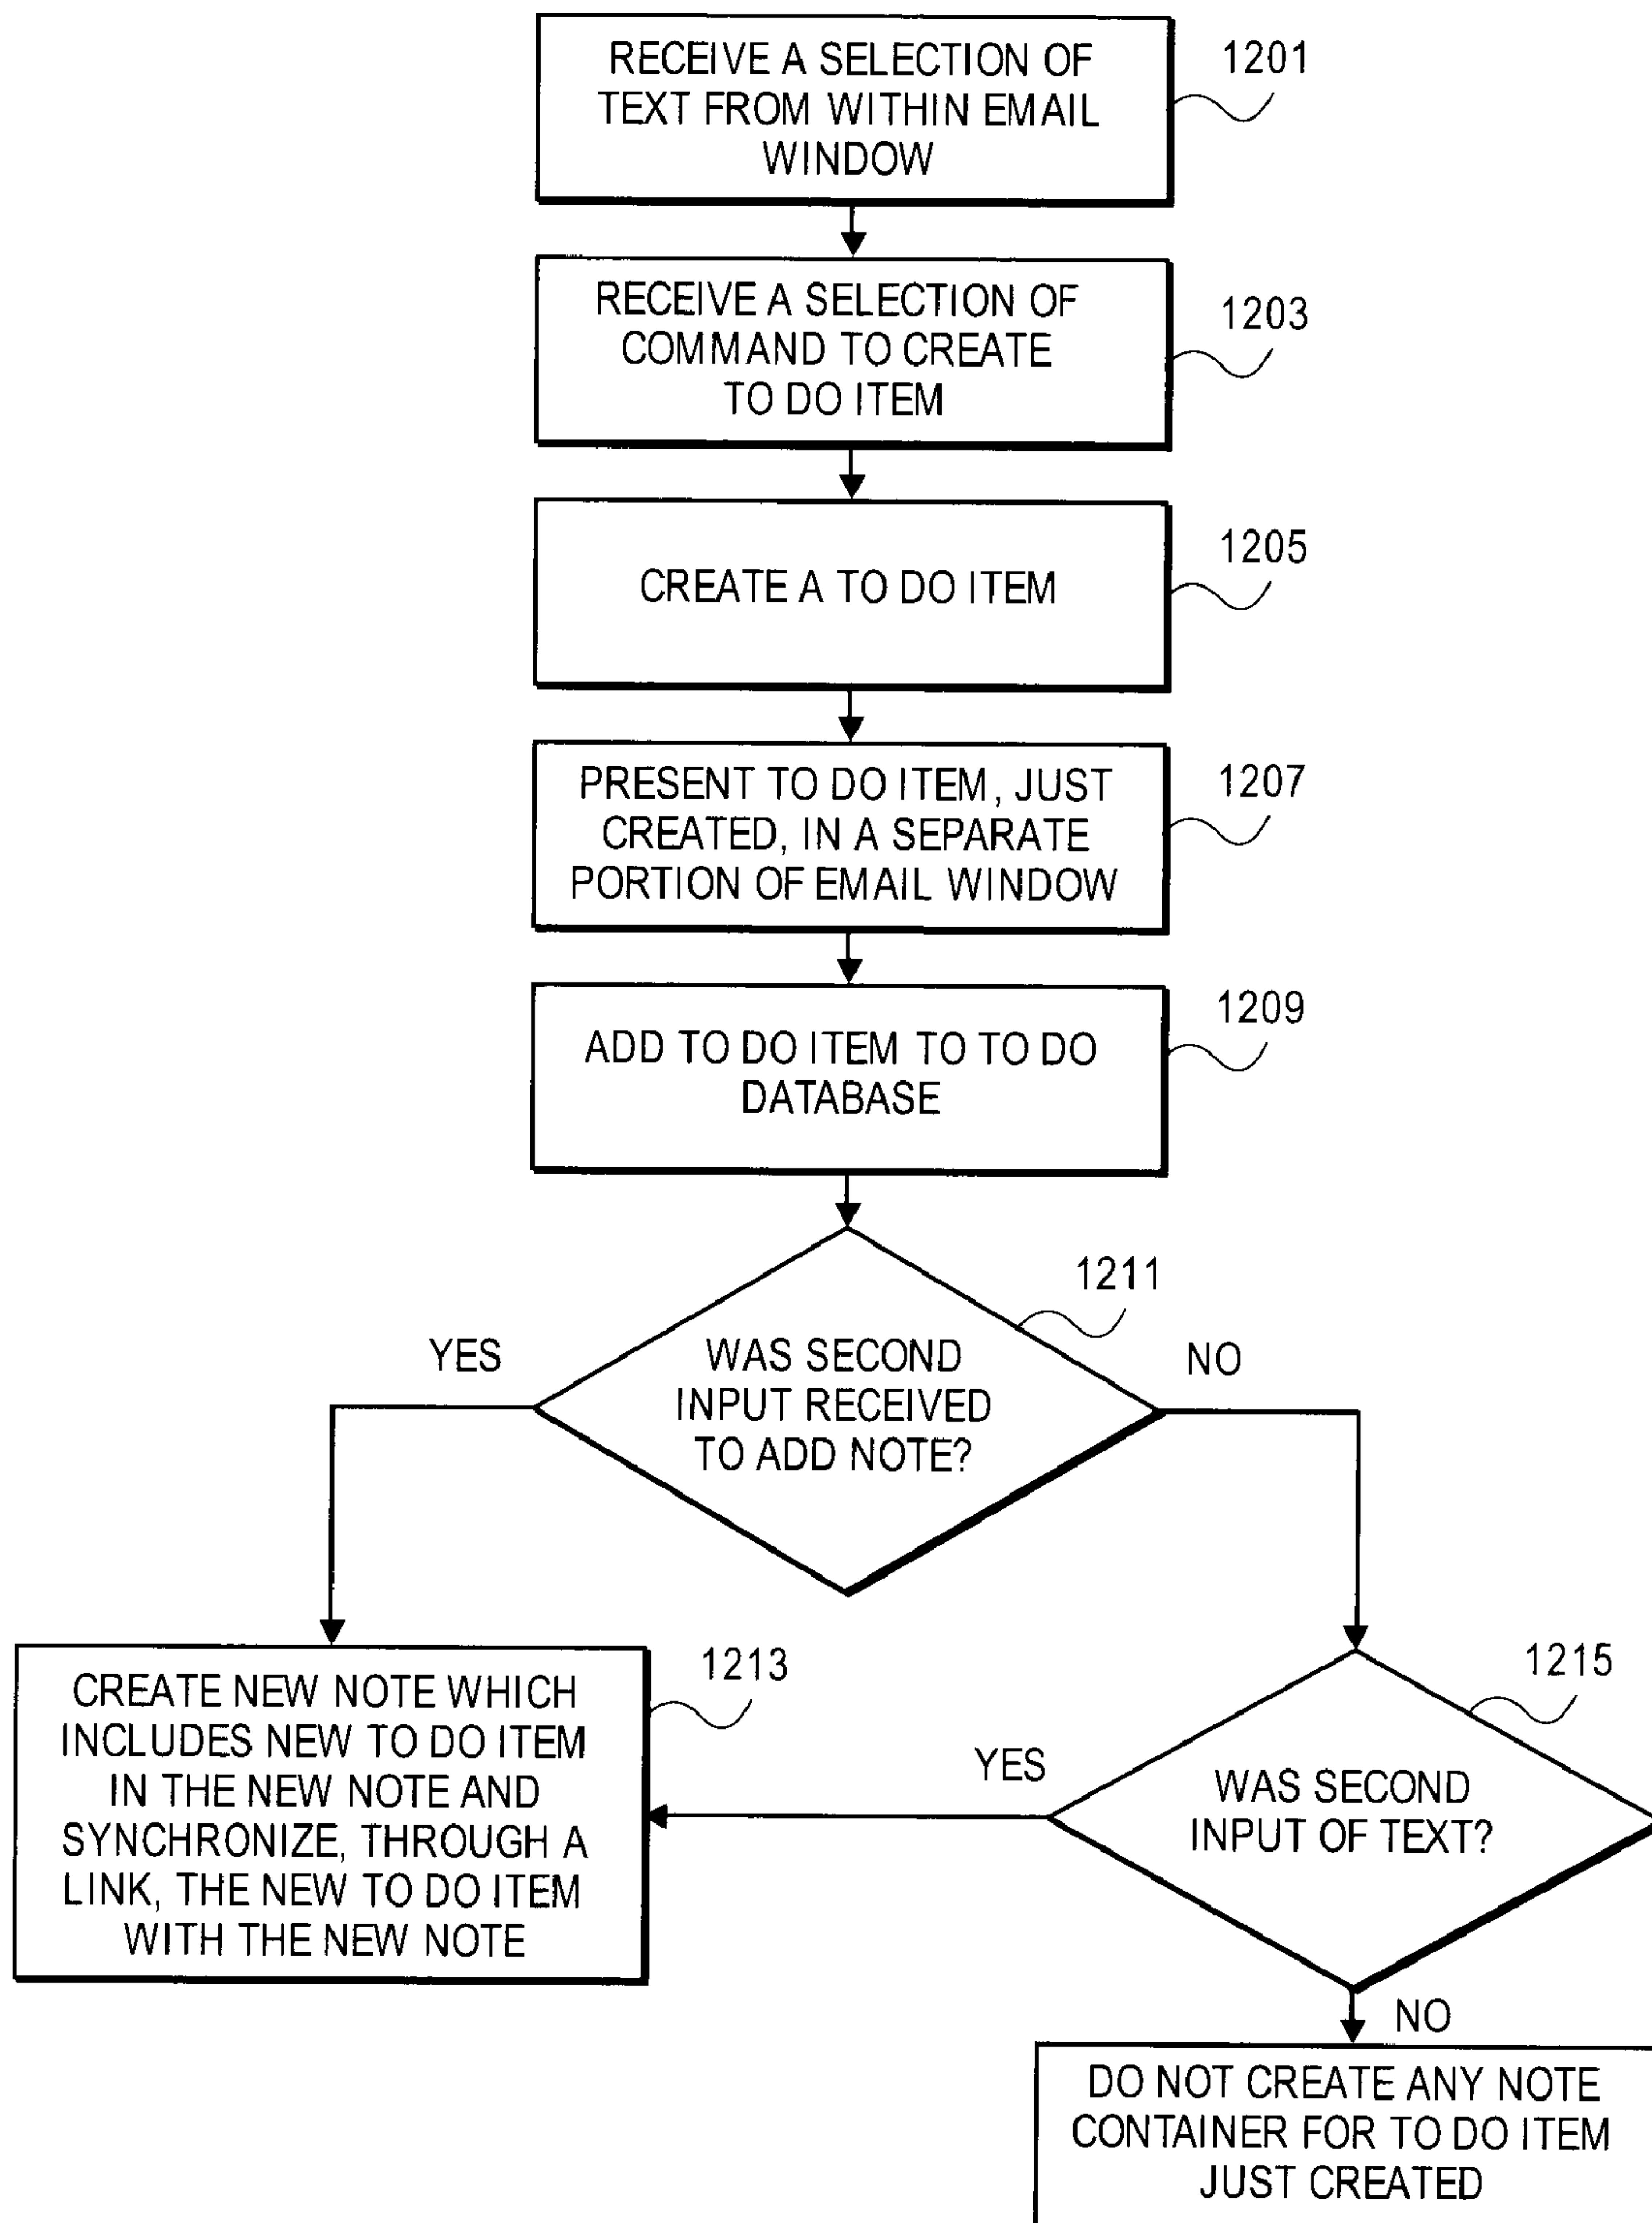 RECEIVE A SELECTION OF
TEXT FROM WITHIN EMAIL
WINDOW
1201
RECEIVE A SELECTION OF
COMMAND TO CREATE
TO DO ITEM
1203
CREATE A TO DO ITEM
1205
PRESENT TO DO ITEM, JUST
CREATED, IN A SEPARATE
PORTION OF EMAIL WINDOW
1207
ADD TO DO ITEM TO TO DO
DATABASE
1209
WAS SECOND
INPUT RECEIVED
TO ADD NOTE?
1211
YES
NO
CREATE NEW NOTE WHICH
INCLUDES NEW TO DO ITEM
IN THE NEW NOTE AND
SYNCHRONIZE, THROUGH A
LINK, THE NEW TO DO ITEM
WITH THE NEW NOTE
1213
YES
WAS SECOND
INPUT OF TEXT?
1215
NO
DO NOT CREATE ANY NOTE
CONTAINER FOR TO DO ITEM
JUST CREATED